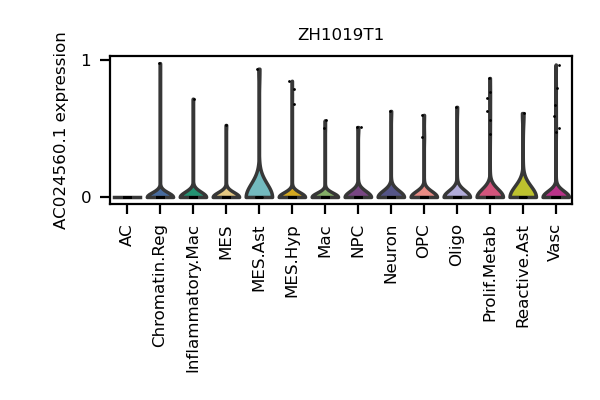 ZH1019T1
AC024560.1 expression
1
0
AC
Chromatin.Reg
Inflammatory.Mac
MES
MES.Ast
MES.Hyp
Mac
NPC
Neuron
OPC
Oligo
Prolif.Metab
Reactive.Ast
Vasc